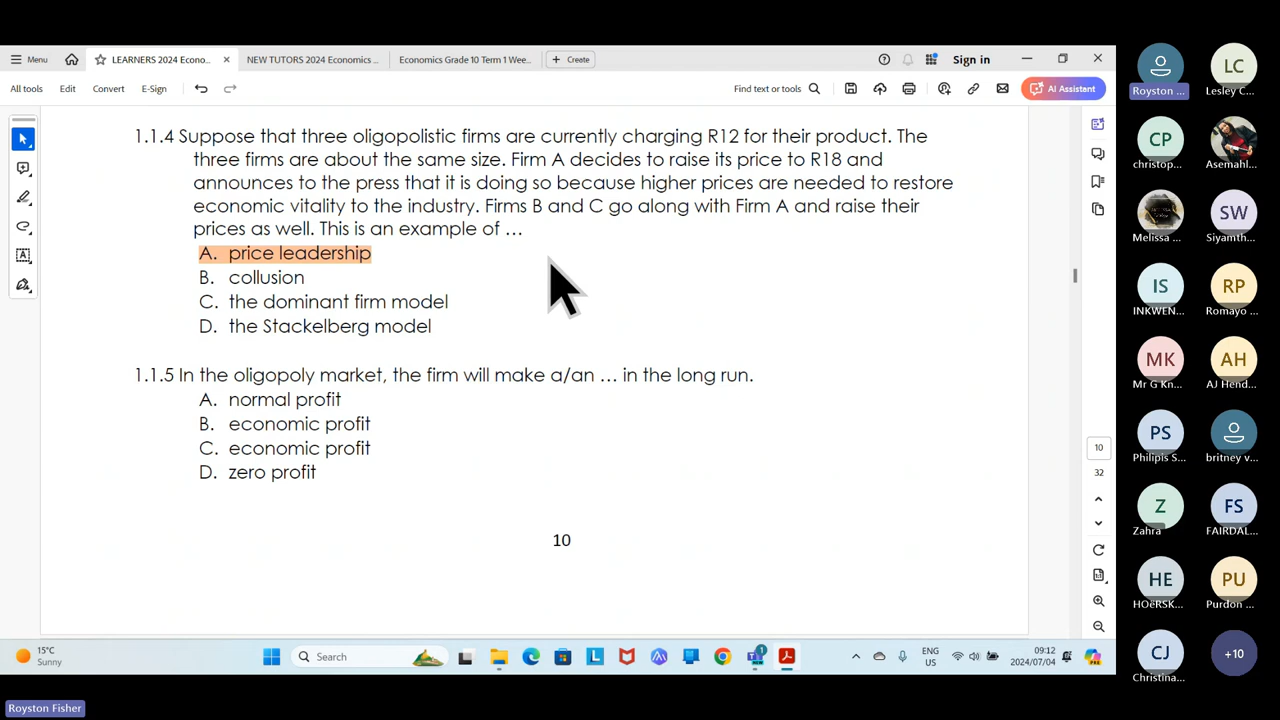 Menu
LEARNERS 2024 Econo...
NEW TUTORS 2024 Economics ...
Economics Grade 10 Term 1 Wee...
Create
Sign in
All tools
Edit
Convert
E-Sign
Find text or tools
AI Assistant
1.1.4 Suppose that three oligopolistic firms are currently charging R12 for their product. The
three firms are about the same size. Firm A decides to raise its price to R18 and
announces to the press that it is doing so because higher prices are needed to restore
economic vitality to the industry. Firms B and C go along with Firm A and raise their
prices as well. This is an example of …
A. price leadership
B. collusion
C. the dominant firm model
D. the Stackelberg model
1.1.5 In the oligopoly market, the firm will make a/an … in the long run.
A. normal profit
B. economic profit
C. economic profit
D. zero profit
10
10
32
15°C
Sunny
Search
ENG
US
09:12
2024/07/04
Royston ...
LC
Lesley C...
CP
christop...
Asemahl...
Melissa ...
SW
Siyamth...
IS
INKWEN...
RP
Romayo ...
MK
Mr G Kn...
AH
AJ Hend...
PS
Philipis S...
britney v...
Z
Zahra
FS
FAIRDAL...
HE
HOëRSK...
PU
Purdon ...
CJ
Christina...
+10
Royston Fisher